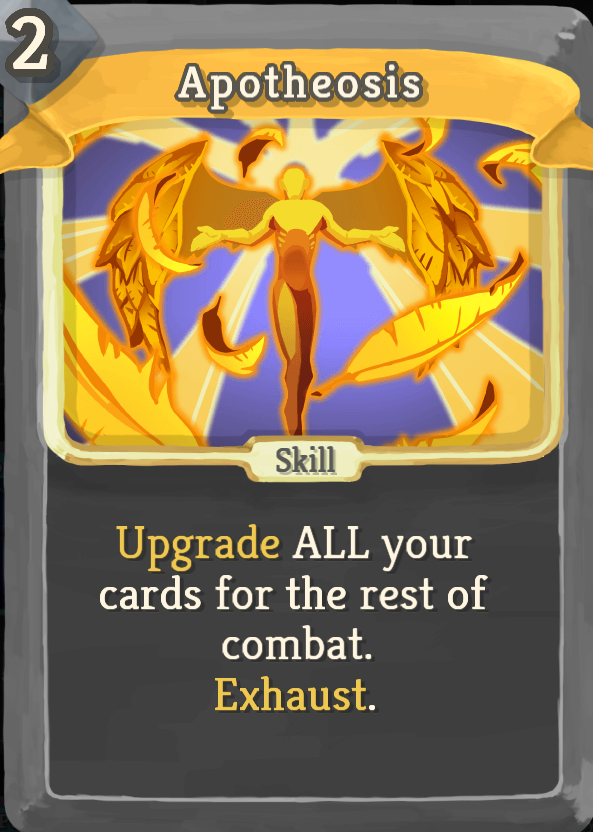 2
Apotheosis
Skill
Upgrade ALL your
cards for the rest of
combat.
Exhaust.